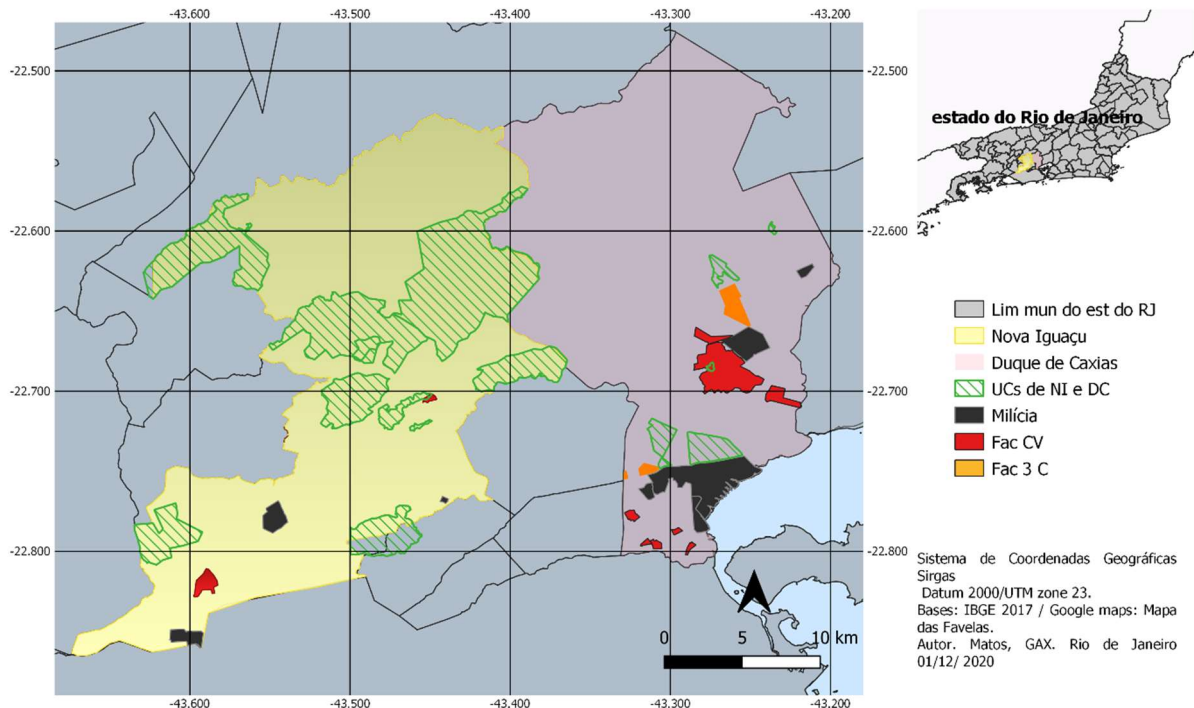 -43.600 -43.500 -43.400 -43.300 -43.200
-22.500 -22.500
-22.600 -22.600
-22.700 -22.700
-22.800 -22.800
0 5 10 km
-43.600 -43.500 -43.400 -43.300 -43.200
estado do Rio de Janeiro
Lim mun do est do RJ
Nova Iguaçu
Duque de Caxias
UCs de NI e DC
Milícia
Fac CV
Fac 3 C
Sistema de Coordenadas Geográficas
Sirgas
Datum 2000/UTM zone 23.
Bases: IBGE 2017 / Google maps: Mapa
das Favelas.
Autor. Matos, GAX. Rio de Janeiro
01/12/ 2020